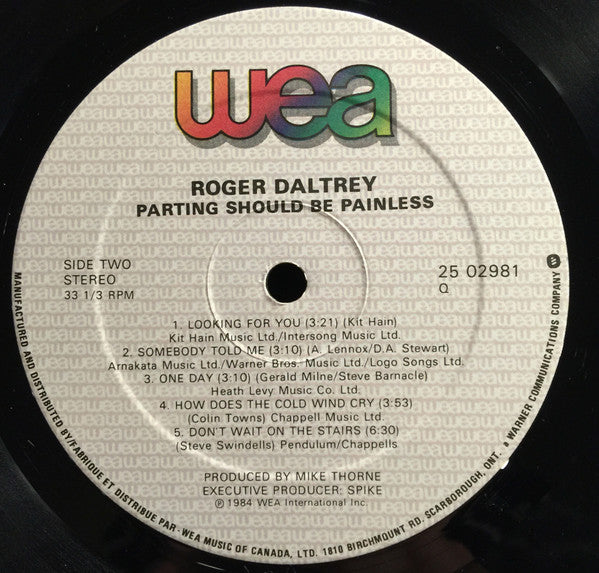 wea
ROGER DALTREY
PARTING SHOULD BE PAINLESS
SIDE TWO
STEREO
33 1/3 RPM
25 02981
Q
1. LOOKING FOR YOU (3:21) (Kit Hain)
Kit Hain Music Ltd./Intersong Music Ltd.
2. SOMEBODY TOLD ME (3:10) (A. Lennox/D.A. Stewart)
Arnakata Music Ltd./Warner Bros. Music Ltd./Logo Songs Ltd.
3. ONE DAY (3:10) (Gerald Milne/Steve Barnacle)
Heath Levy Music Co. Ltd.
4. HOW DOES THE COLD WIND CRY (3:53)
(Colin Towns) Chappell Music Ltd.
5. DON'T WAIT ON THE STAIRS (6:30)
(Steve Swindells) Pendulum/Chappells
PRODUCED BY MIKE THORNE
EXECUTIVE PRODUCER: SPIKE
℗ 1984 WEA International Inc.
MANUFACTURED AND DISTRIBUTED BY/FABRIQUE ET DISTRIBUE PAR - WEA MUSIC OF CANADA, LTD. 1810 BIRCHMOUNT RD. SCARBOROUGH, ONT. a WARNER COMMUNICATIONS COMPANY